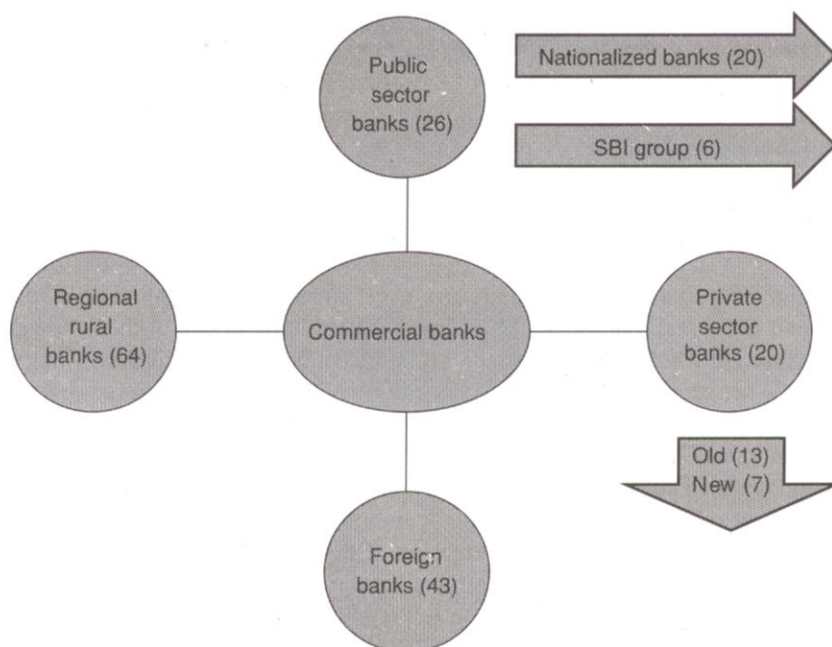 Public
sector
banks (26)
Nationalized banks (20)
SBI group (6)
Regional
rural
banks (64)
Commercial banks
Private
sector
banks (20)
Old (13)
New (7)
Foreign
banks (43)